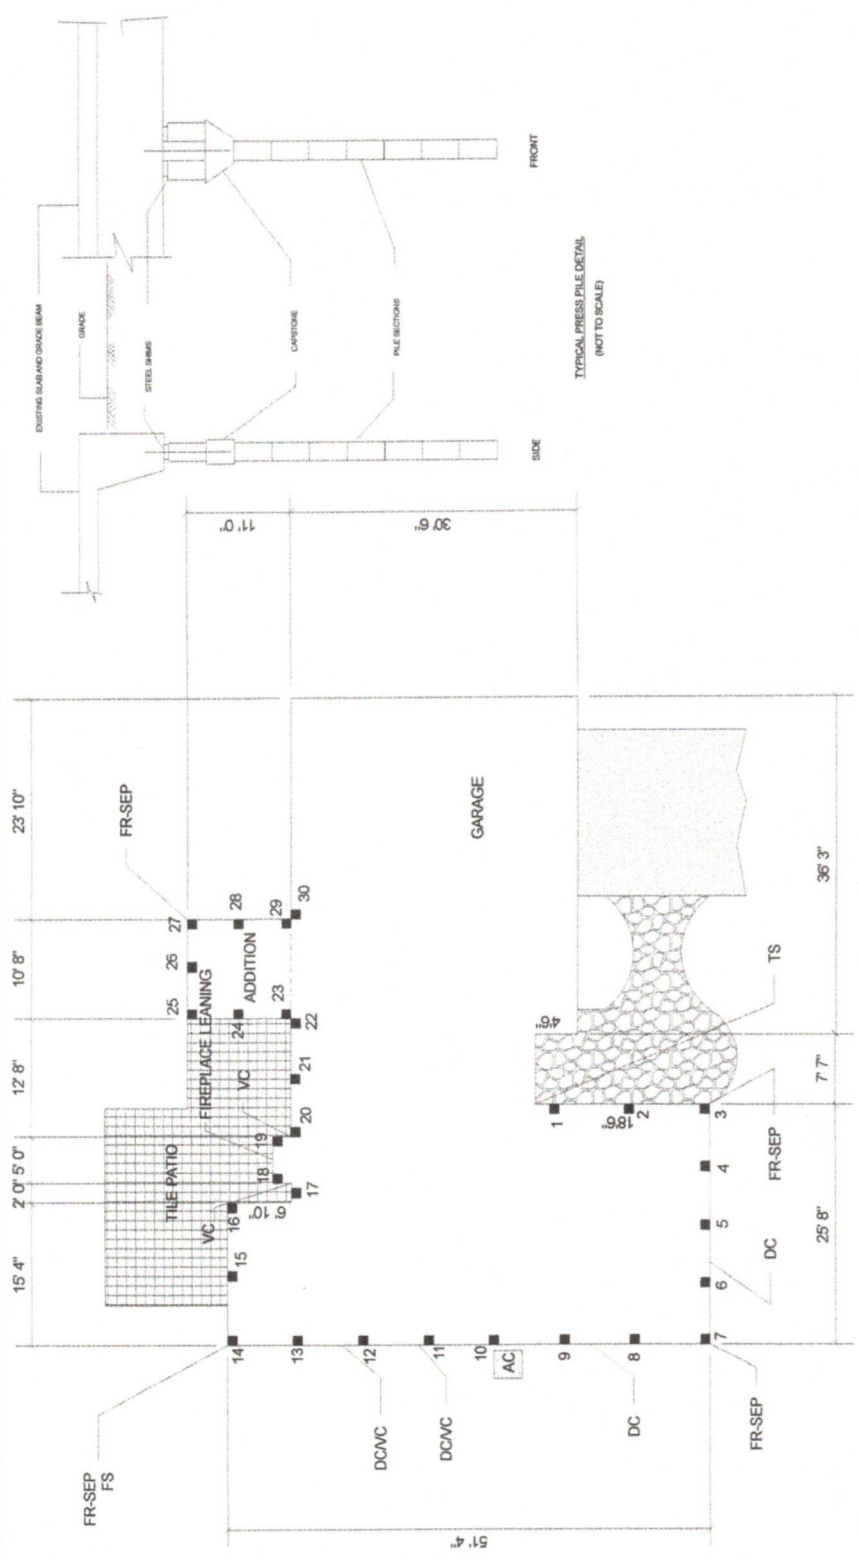 EXISTING SLAB AND GRADE BEAM
GRADE
STEEL SHIMS
CAPSTONE
PILE SECTIONS
SIDE
FRONT
TYPICAL PRESS PILE DETAIL
(NOT TO SCALE)
15' 4"
2' 0"
5' 0"
12' 8"
10' 8"
23' 10"
11' 0"
30' 6"
FR-SEP
FS
FR-SEP
TILE PATIO
FIREPLACE LEANING
ADDITION
VC
VC
6' 10"
14
15
16
17
18
19
20
21
22
23
24
25
26
27
28
29
30
13
12
11
10
9
8
7
AC
DC/VC
DC/VC
DC
FR-SEP
GARAGE
4'6"
18'6"
1
2
3
4
5
6
DC
FR-SEP
TS
51' 4"
25' 8"
7' 7"
36' 3"